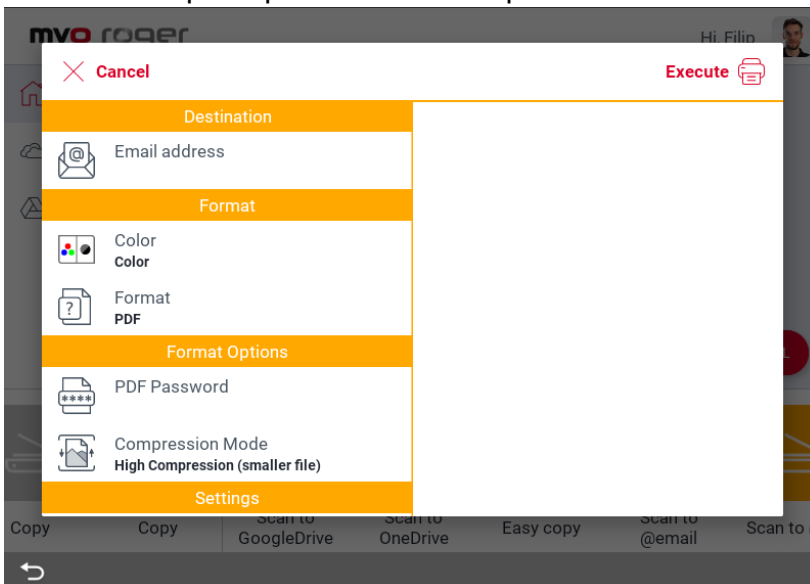 mvo roger
Hi, Filip
Cancel
Execute
Destination
@
Email address
Format
Color
Color
?
Format
PDF
Format Options
****
PDF Password
Compression Mode
High Compression (smaller file)
Settings
L
Copy
Copy
Scan to
GoogleDrive
Scan to
OneDrive
Easy copy
Scan to
@email
Scan to